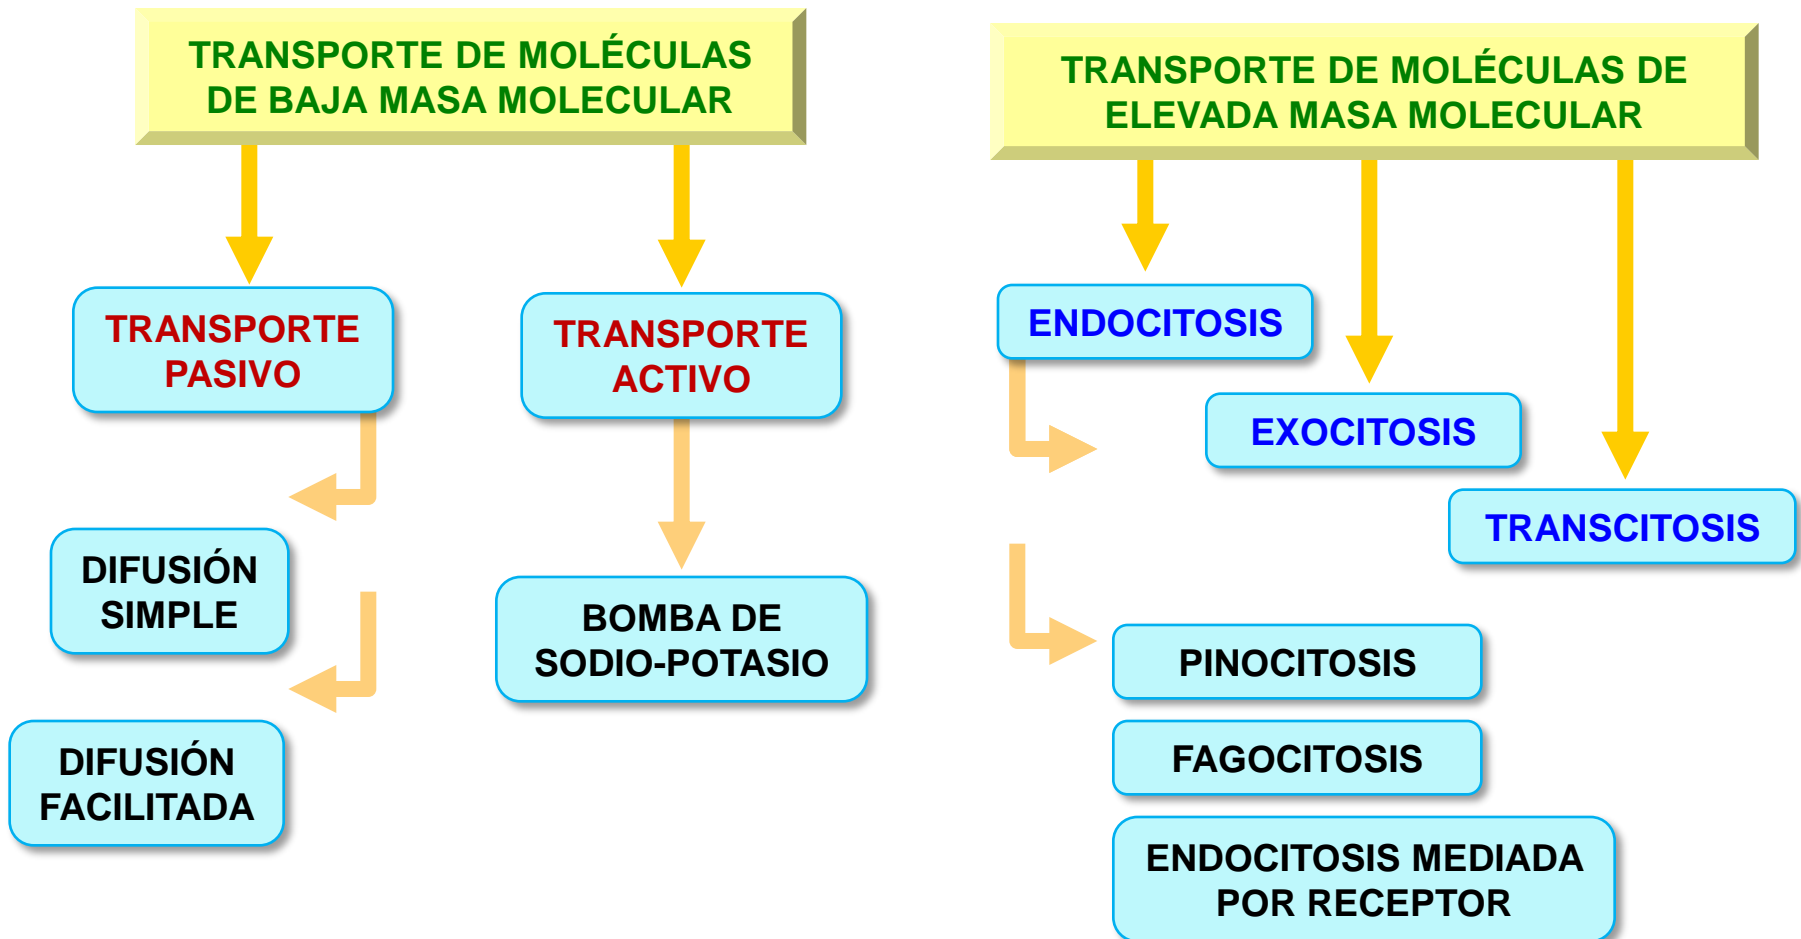 TRANSPORTE DE MOLÉCULAS
DE BAJA MASA MOLECULAR
TRANSPORTE
PASIVO
TRANSPORTE
ACTIVO
DIFUSIÓN
SIMPLE
DIFUSIÓN
FACILITADA
BOMBA DE
SODIO-POTASIO
TRANSPORTE DE MOLÉCULAS DE
ELEVADA MASA MOLECULAR
ENDOCITOSIS
EXOCITOSIS
TRANSCITOSIS
PINOCITOSIS
FAGOCITOSIS
ENDOCITOSIS MEDIADA
POR RECEPTOR